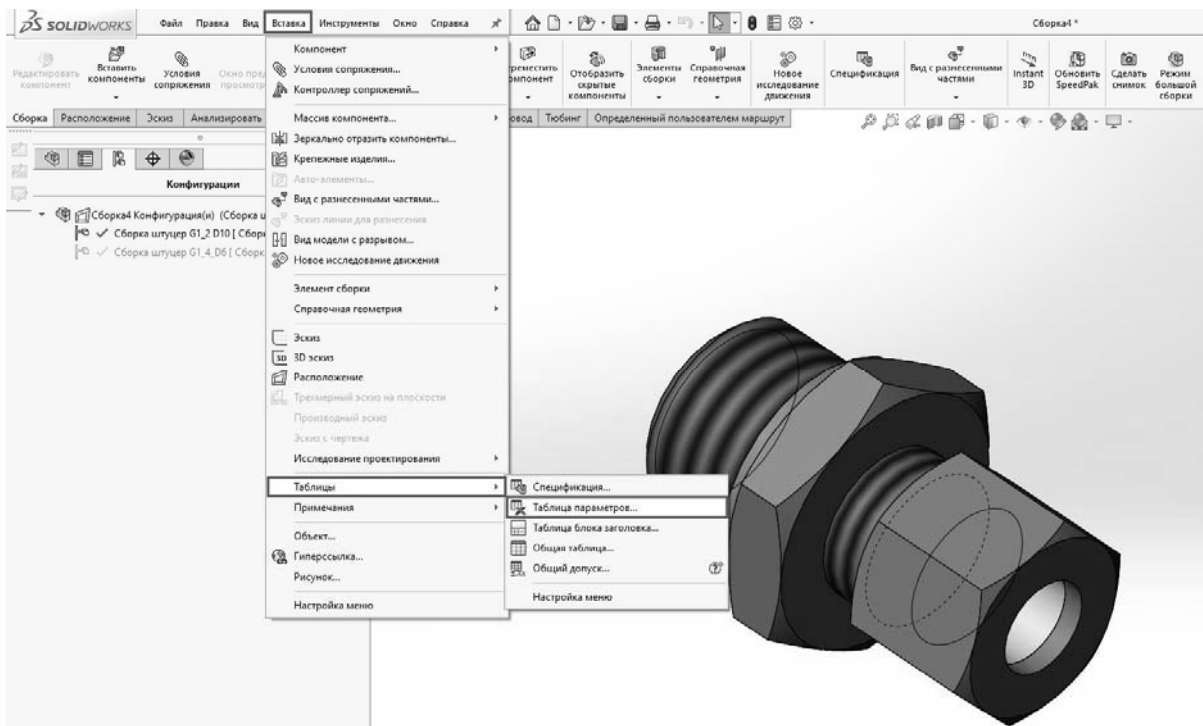 SOLIDWORKS
Файл Правка Вид Вставка Инструменты Окно Справка
Сборка4 *
Редактировать компонент
Вставить компоненты
Условия сопряжения
Окно пред
просмотр
реместить
омпонент
Отобразить скрытые компоненты
Элементы сборки
Справочная геометрия
Новое исследование движения
Спецификация
Вид с разнесенными частями
Instant 3D
Обновить SpeedPak
Сделать снимок
Режим большой сборки
Сборка Расположение Эскиз Анализировать
овод Тюбинг Определенный пользователем маршрут
Конфигурации
Сборка4 Конфигурация(и) (Сборка ш
Сборка штуцер G1_2 D10 [ Сбор
Сборка штуцер G1_4_D6 [ Сборк
Компонент
Условия сопряжения...
Контроллер сопряжений...
Массив компонента...
Зеркально отразить компоненты...
Крепежные изделия...
Авто-элементы...
Вид с разнесенными частями...
Эскиз линии для разнесения
Вид модели с разрывом...
Новое исследование движения
Элемент сборки
Справочная геометрия
Эскиз
3D эскиз
Расположение
Трехмерный эскиз на плоскости
Производный эскиз
Эскиз с чертежа
Исследование проектирования
Таблицы
Примечания
Объект...
Гиперссылка...
Рисунок...
Настройка меню
Спецификация...
Таблица параметров...
Таблица блока заголовка...
Общая таблица...
Общий допуск...
Настройка меню